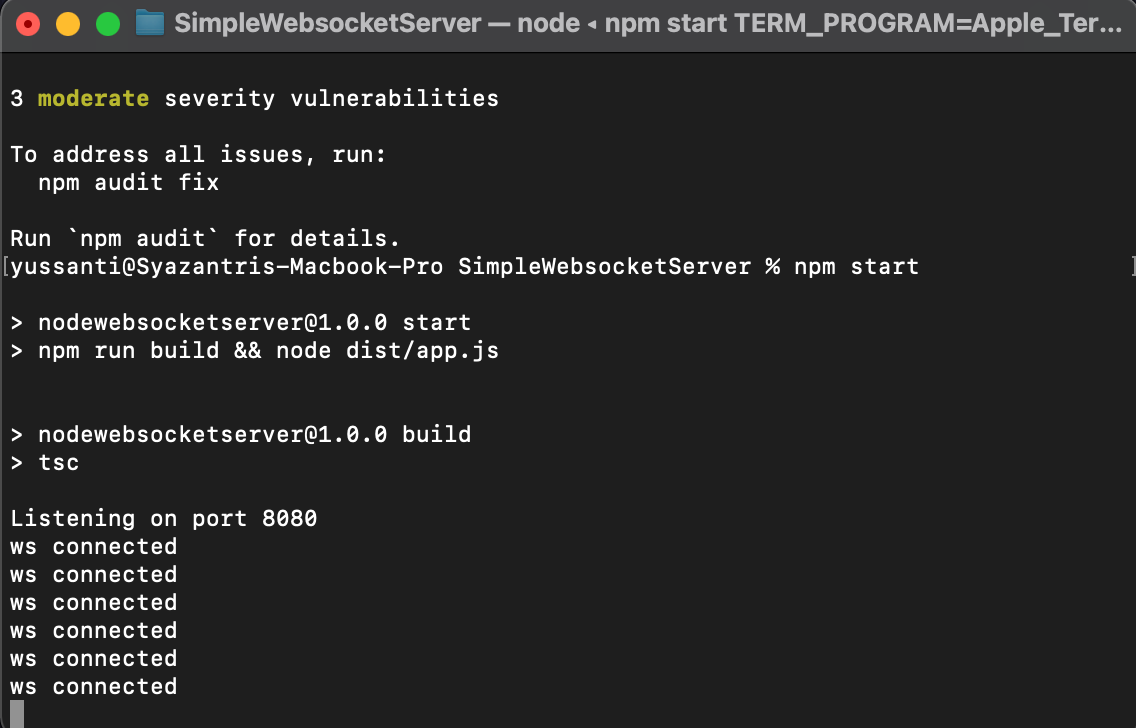 SimpleWebsocketServer — node ◂ npm start TERM_PROGRAM=Apple_Ter...
3 moderate severity vulnerabilities
To address all issues, run:
  npm audit fix
Run `npm audit` for details.
[yussanti@Syazantris-Macbook-Pro SimpleWebsocketServer % npm start ]
> nodewebsocketserver@1.0.0 start
> npm run build && node dist/app.js
> nodewebsocketserver@1.0.0 build
> tsc
Listening on port 8080
ws connected
ws connected
ws connected
ws connected
ws connected
ws connected